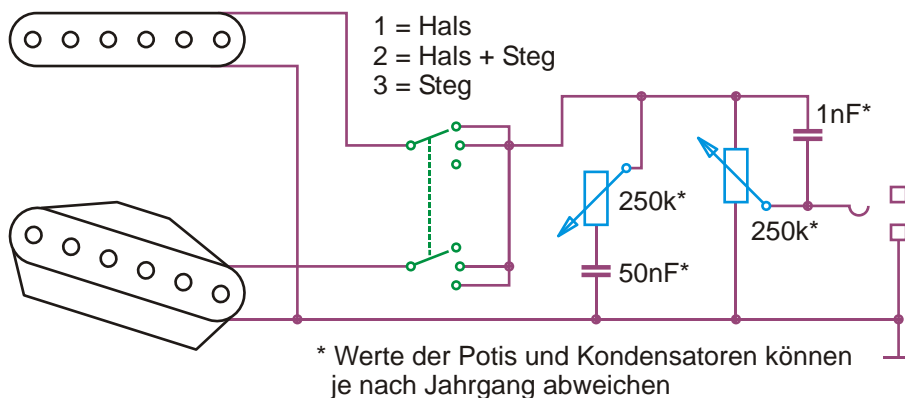 1 = Hals
2 = Hals + Steg
3 = Steg
1nF*
250k*
250k*
50nF*
* Werte der Potis und Kondensatoren können
je nach Jahrgang abweichen